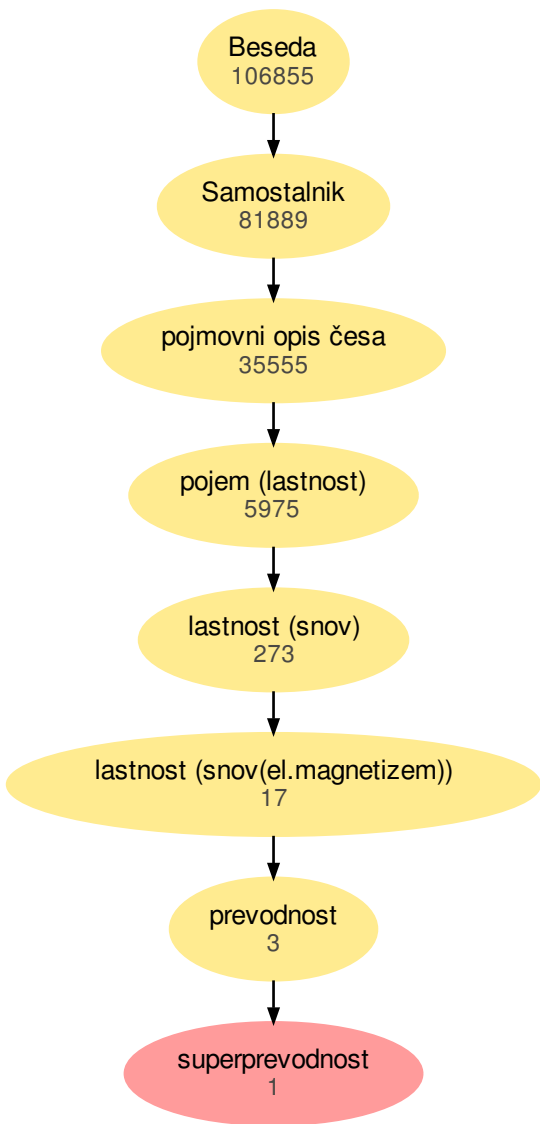 Beseda
106855
Samostalnik
81889
pojmovni opis česa
35555
pojem (lastnost)
5975
lastnost (snov)
273
lastnost (snov(el.magnetizem))
17
prevodnost
3
superprevodnost
1